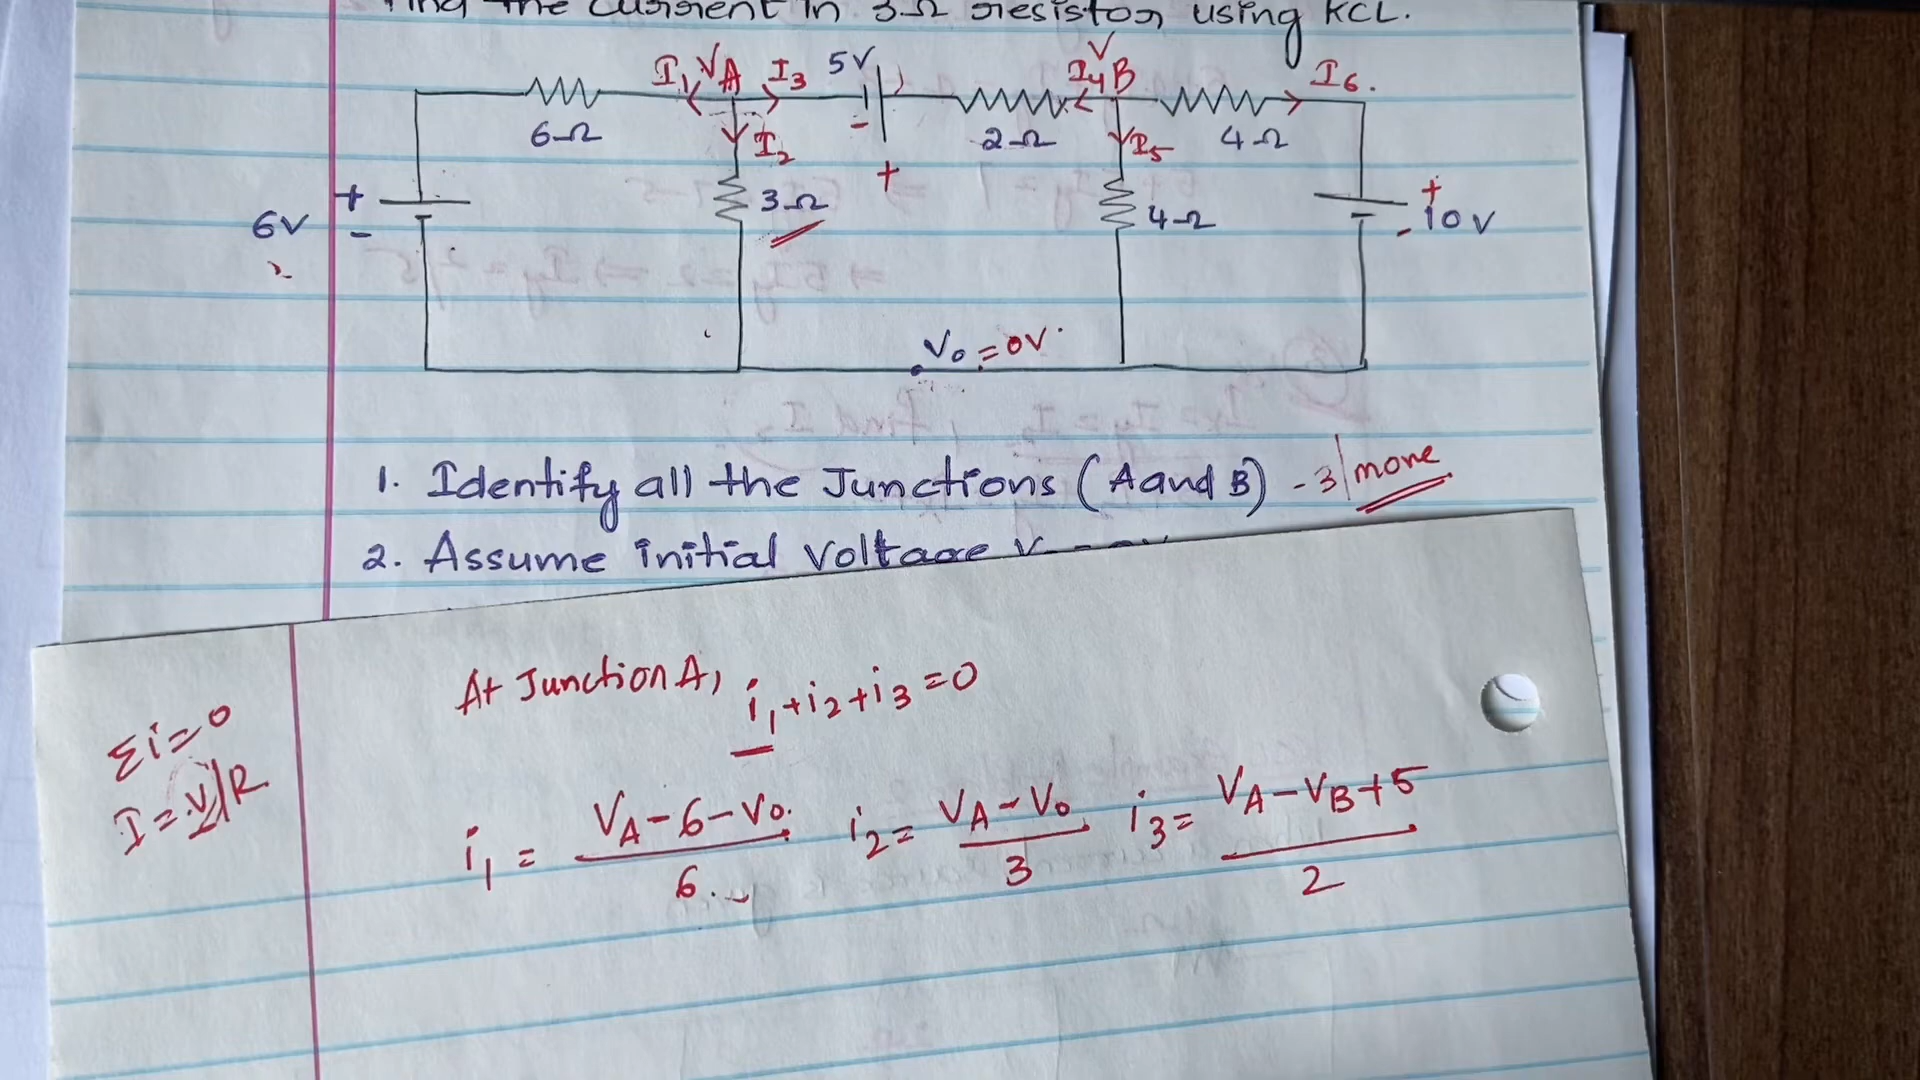 Find the current in 3Ω resistor using KCL.
I₁ VA I₃ 5V I₄ VB I₆.
6Ω I₂ - 2Ω I₅ 4Ω
+ 3Ω + 4Ω +
6V - - 10V
V₀ = 0V
1. Identify all the Junctions (A and B) - 3/more
2. Assume initial Voltage
At Junction A, i₁+i₂+i₃=0
Σi=0
I=V/R
i₁ = (VA-6-V₀)/6 i₂ = (VA-V₀)/3 i₃ = (VA-VB+5)/2